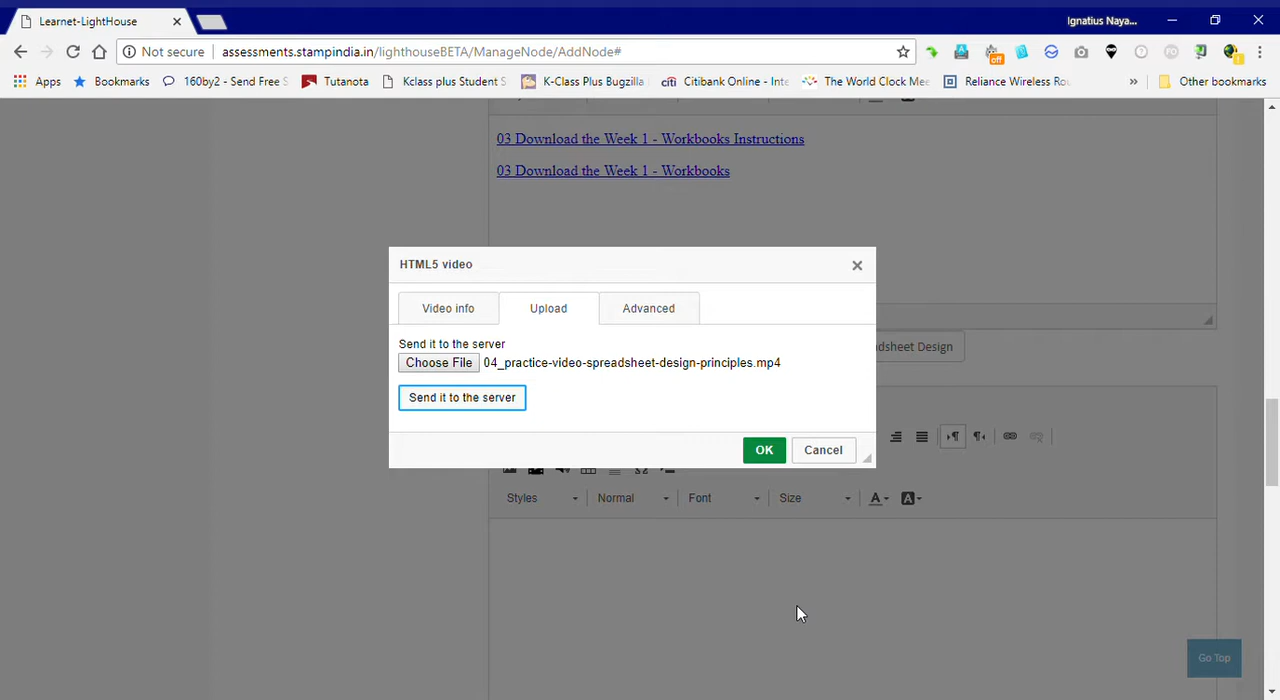 Learnet-LightHouse
Ignatius Naya...
Not secure
assessments.stampindia.in/lighthouseBETA/ManageNode/AddNode#
off
Apps
Bookmarks
160by2 - Send Free S
Tutanota
Kclass plus Student S
K-Class Plus Bugzilla
citi Citibank Online - Inte
The World Clock Mee
Reliance Wireless Rou
»
Other bookmarks
03 Download the Week 1 - Workbooks Instructions
03 Download the Week 1 - Workbooks
HTML5 video
Video info
Upload
Advanced
Send it to the server
Choose File 04_practice-video-spreadsheet-design-principles.mp4
adsheet Design
Send it to the server
OK
Cancel
Styles
Normal
Font
Size
A
A
Go Top